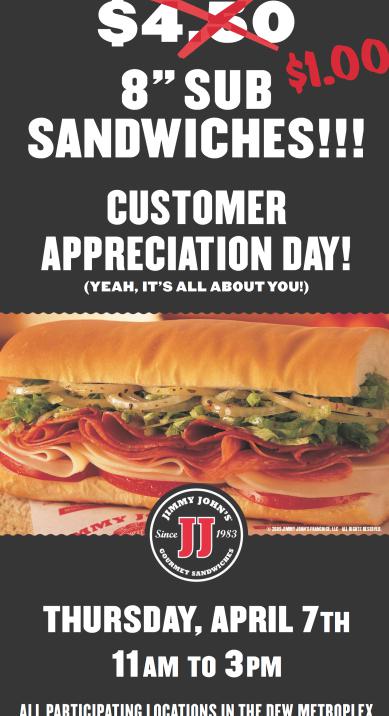 $4.50
$1.00
8” SUB
SANDWICHES!!!
CUSTOMER
APPRECIATION DAY!
(YEAH, IT’S ALL ABOUT YOU!)
JIMMY JOHN'S
Since JJ 1983
GOURMET SANDWICHES
THURSDAY, APRIL 7TH
11AM TO 3PM
ALL PARTICIPATING LOCATIONS IN THE DFW METROPLEX